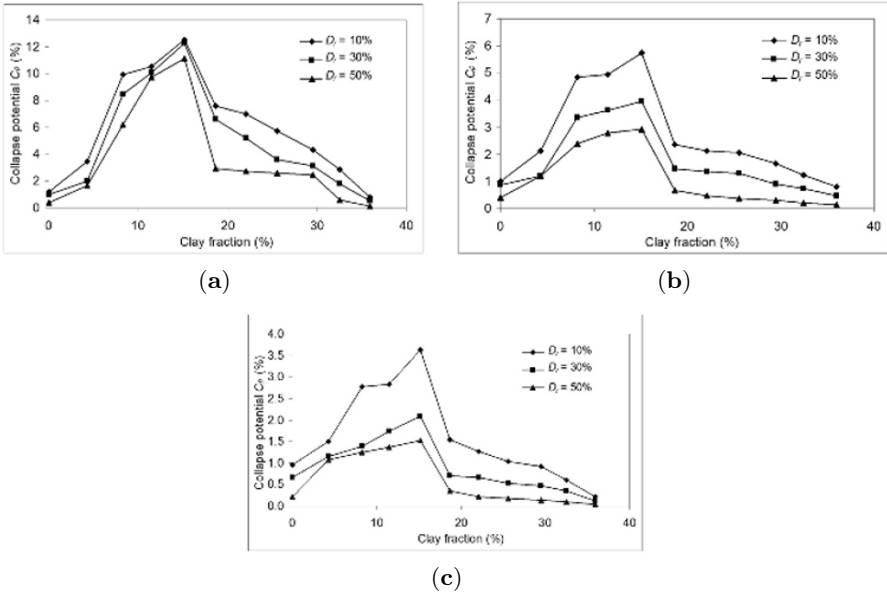 14
12
10
8
6
4
2
0
Collapse potential Cₚ (%)
Dᵣ = 10%
Dᵣ = 30%
Dᵣ = 50%
0 10 20 30 40
Clay fraction (%)
(a)
7
6
5
4
3
2
1
0
Collapse potential Cₚ (%)
Dᵣ = 10%
Dᵣ = 30%
Dᵣ = 50%
0 10 20 30 40
Clay fraction (%)
(b)
4.0
3.5
3.0
2.5
2.0
1.5
1.0
0.5
0.0
Collapse potential Cₚ (%)
Dᵣ = 10%
Dᵣ = 30%
Dᵣ = 50%
0 10 20 30 40
Clay fraction (%)
(c)